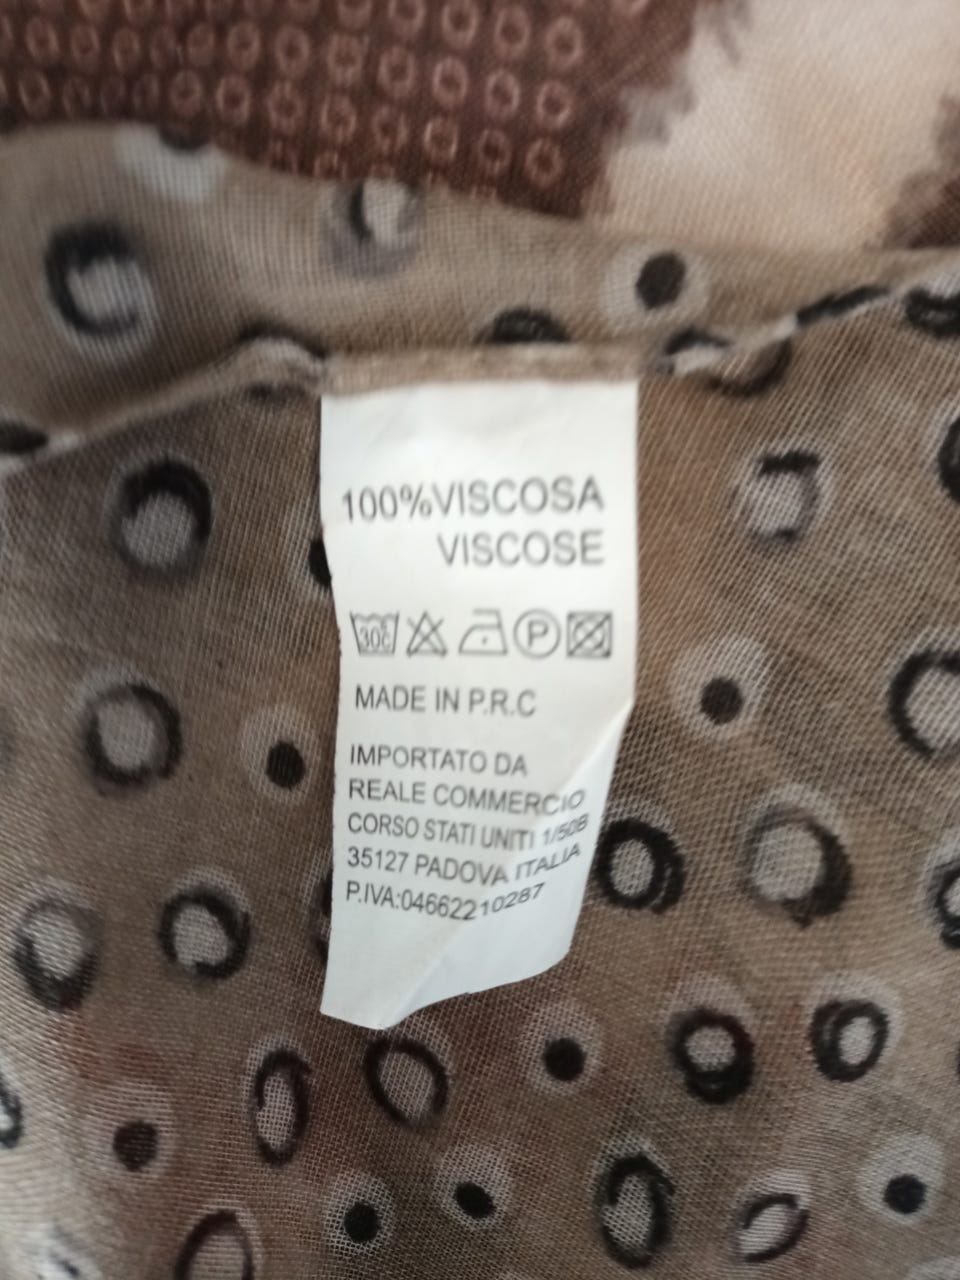 100%VISCOSA
VISCOSE
30C P
MADE IN P.R.C
IMPORTATO DA
REALE COMMERCIO
CORSO STATI UNITI 1/50B
35127 PADOVA ITALIA
P.IVA:04662210287